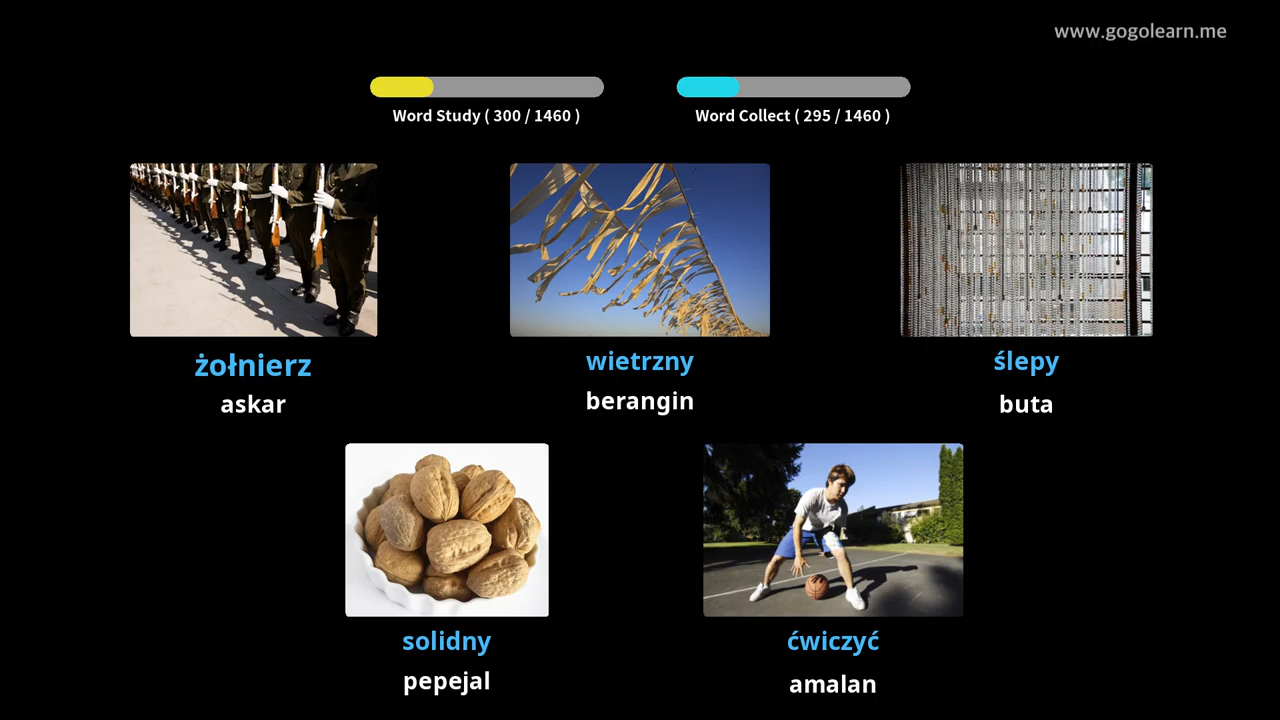 www.gogolearn.me
Word Study ( 300 / 1460 )
Word Collect ( 295 / 1460 )
żołnierz
askar
wietrzny
berangin
ślepy
buta
solidny
pepejal
ćwiczyć
amalan